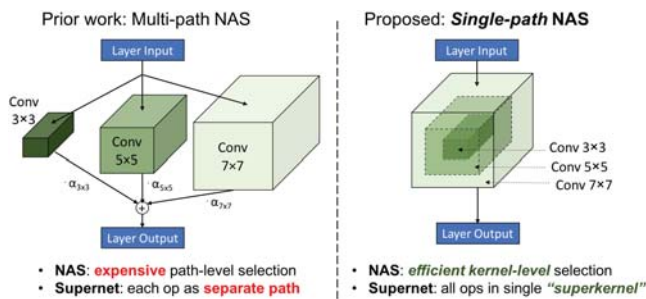 Prior work: Multi-path NAS
Layer Input
Conv
3×3
Conv
5×5
Conv
7×7
· α3x3
· α5x5
· α7x7
+
Layer Output
• NAS: expensive path-level selection
• Supernet: each op as separate path
Proposed: Single-path NAS
Layer Input
Conv 3×3
Conv 5×5
Conv 7×7
Layer Output
• NAS: efficient kernel-level selection
• Supernet: all ops in single “superkernel”